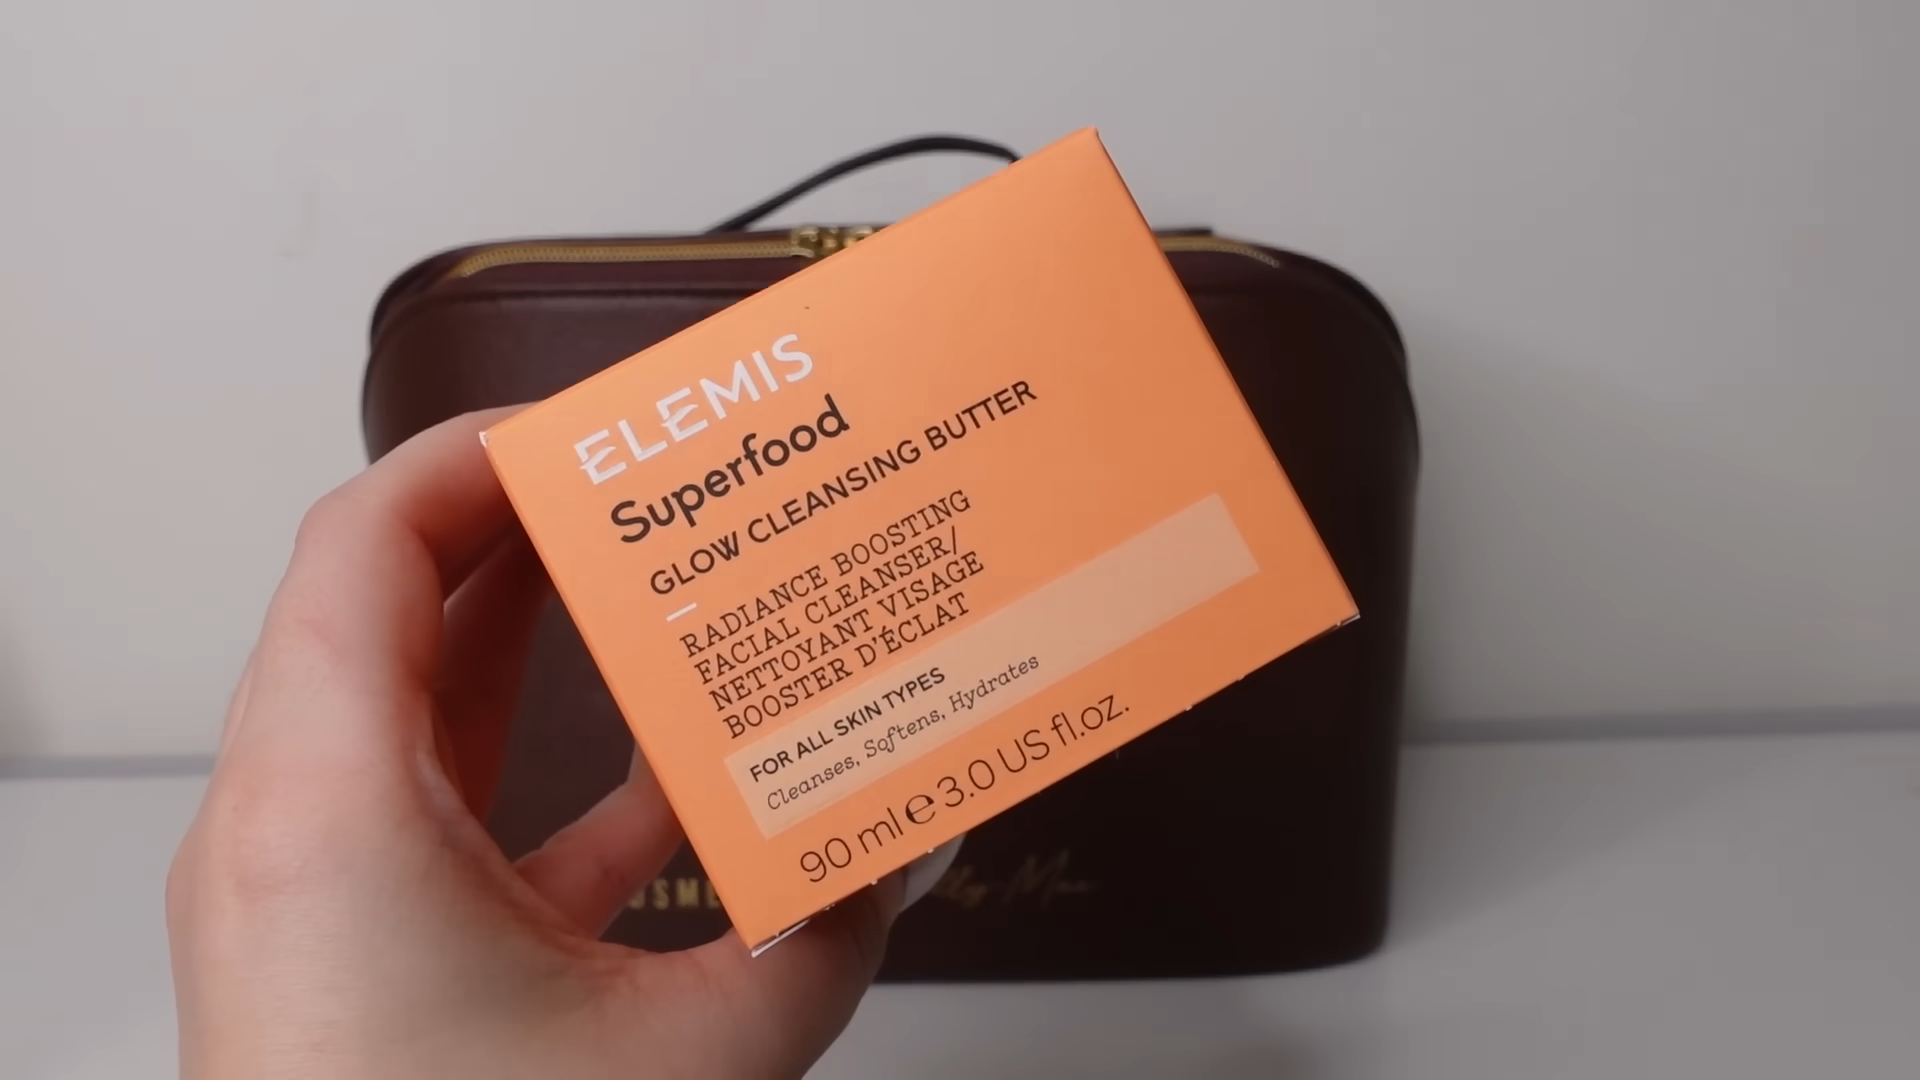 ELEMIS
Superfood
GLOW CLEANSING BUTTER
RADIANCE BOOSTING
FACIAL CLEANSER/
NETTOYANT VISAGE
BOOSTER D'ÉCLAT
FOR ALL SKIN TYPES
Cleanses, Softens, Hydrates
90 ml ℮ 3.0 US fl.oz.